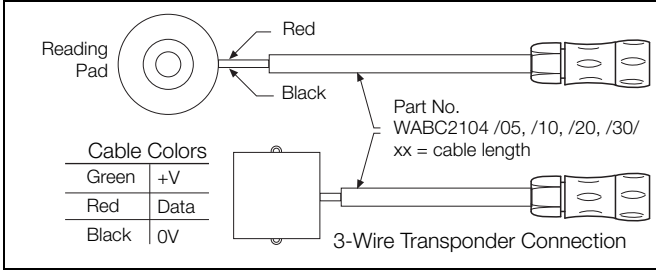 Red
Reading
Pad
Black
Part No.
WABC2104 /05, /10, /20, /30/
xx = cable length
Cable Colors
Green +V
Red Data
Black 0V
3-Wire Transponder Connection